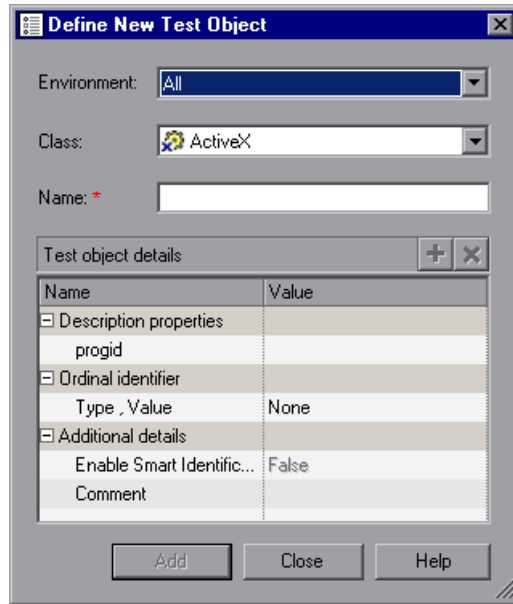 Define New Test Object
Environment: All
Class: ActiveX
Name: *
Test object details
Name Value
Description properties
progid
Ordinal identifier
Type , Value None
Additional details
Enable Smart Identific... False
Comment
Add Close Help